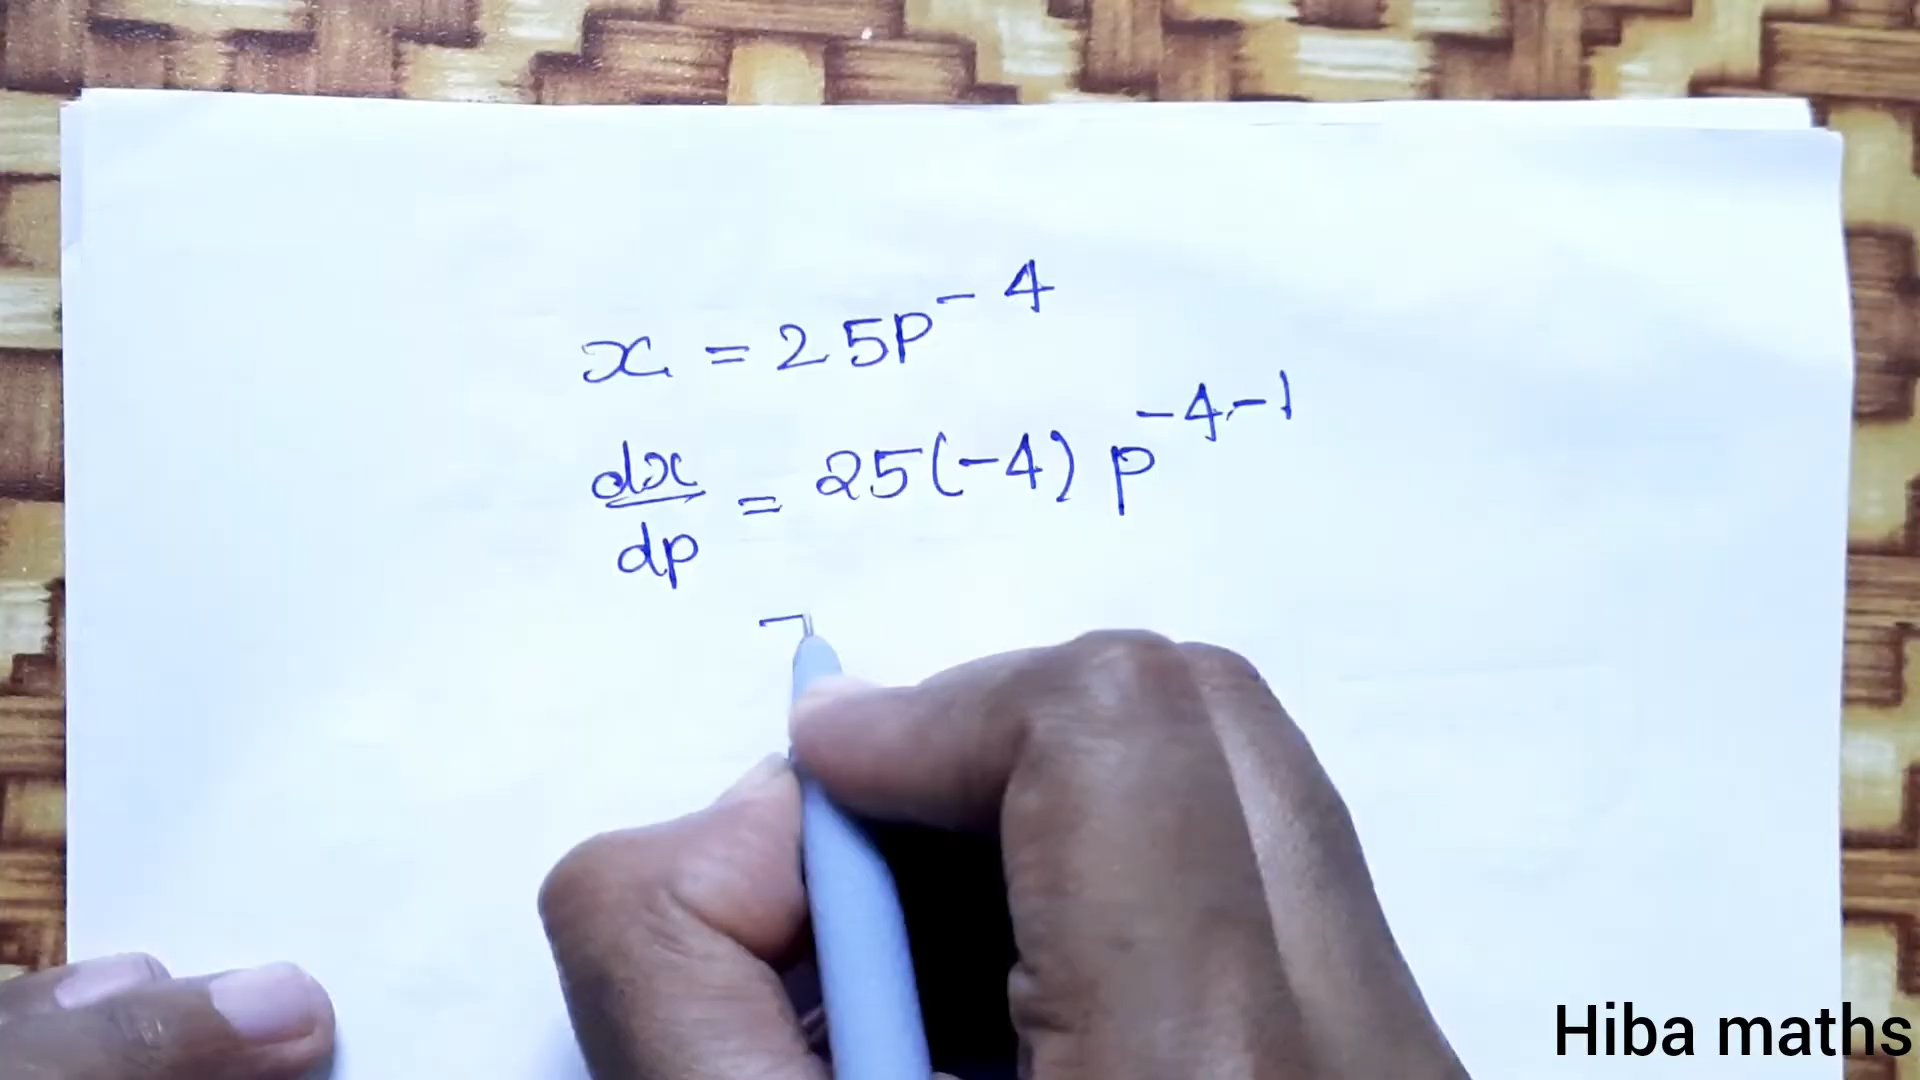 x = 25p⁻⁴
dx/dp = 25(-4) p⁻⁴⁻¹
Hiba maths